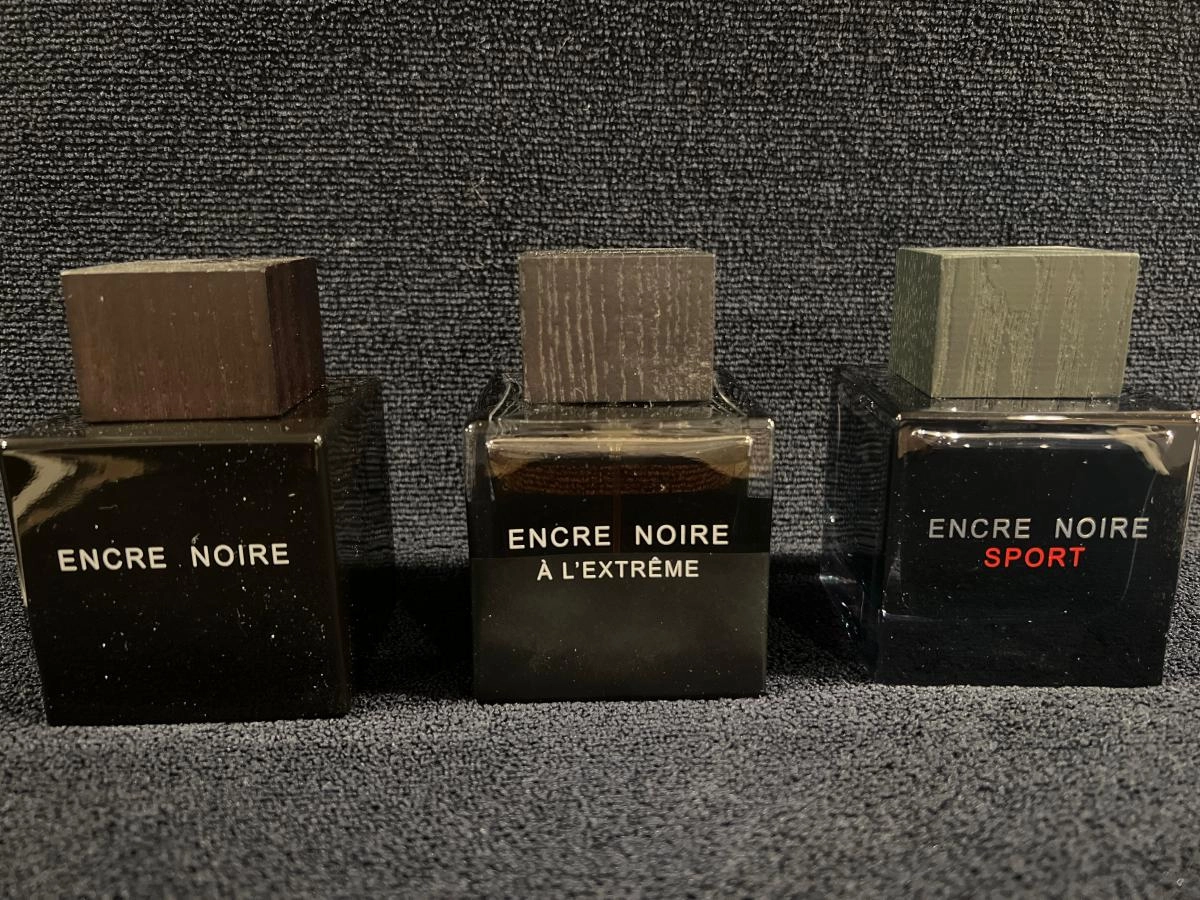 ENCRE NOIRE
ENCRE NOIRE
À L'EXTRÊME
ENCRE NOIRE
SPORT